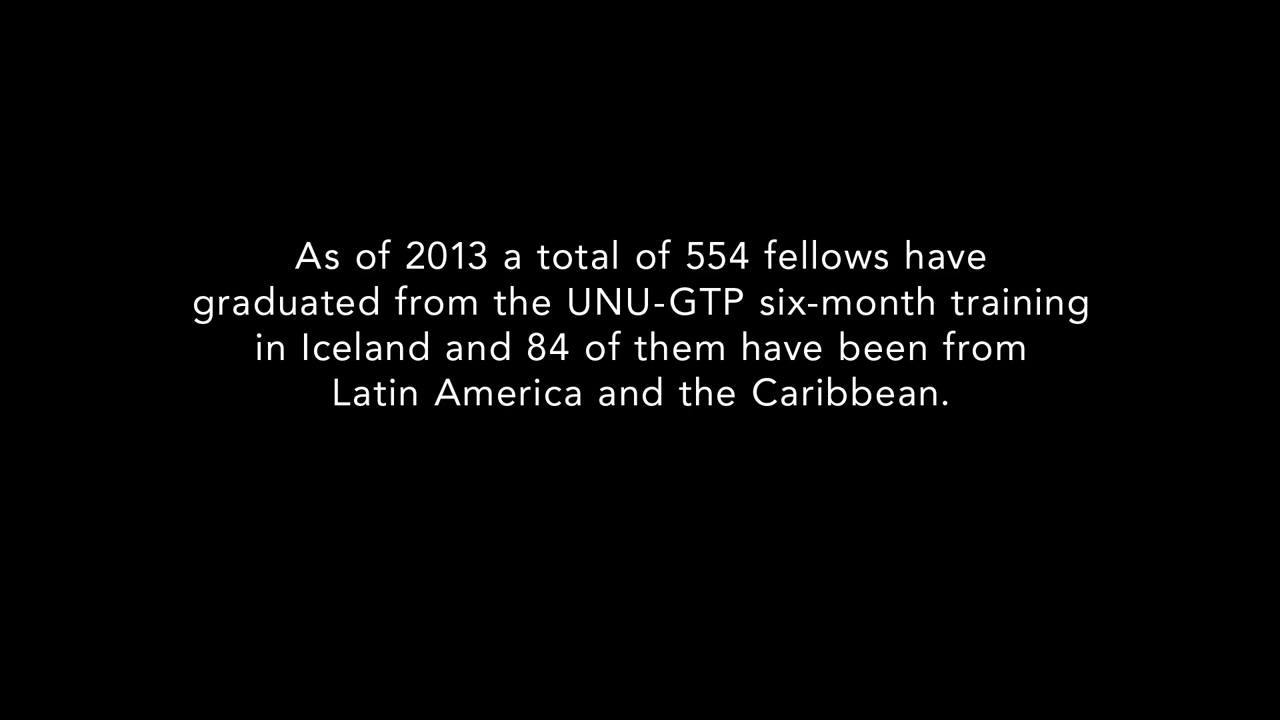 As of 2013 a total of 554 fellows have
graduated from the UNU-GTP six-month training
in Iceland and 84 of them have been from
Latin America and the Caribbean.